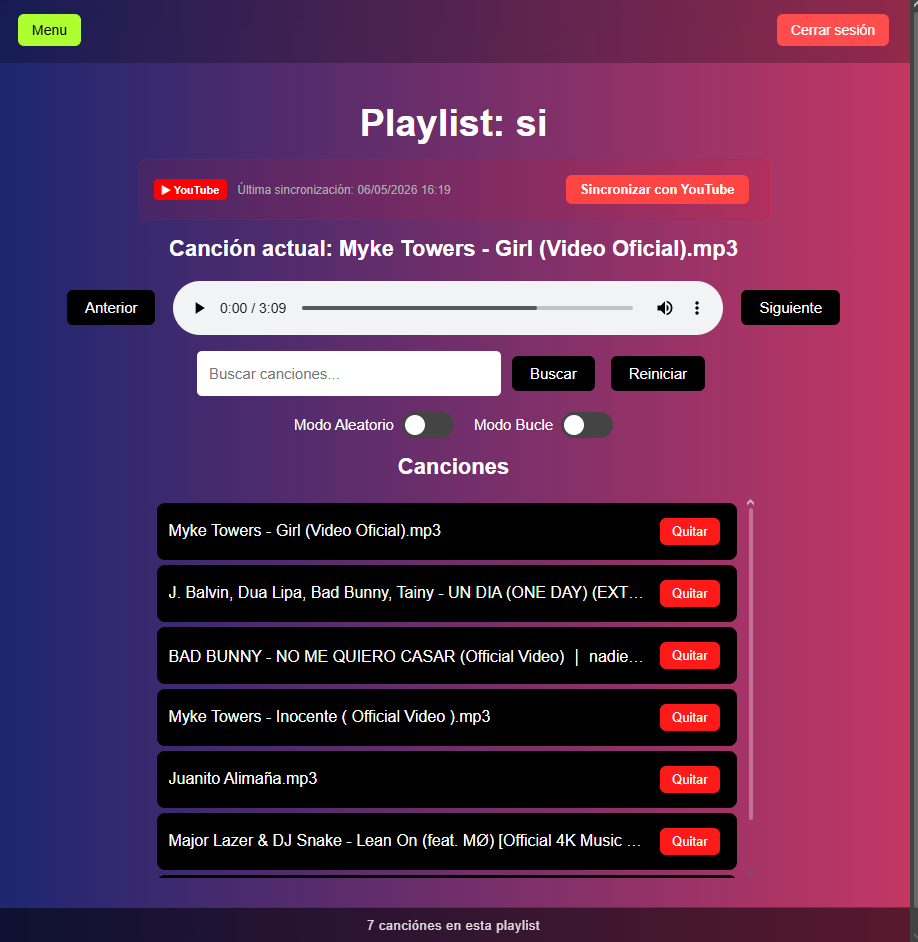 Menu
Cerrar sesión
Playlist: si
YouTube
Última sincronización: 06/05/2026 16:19
Sincronizar con YouTube
Canción actual: Myke Towers - Girl (Video Oficial).mp3
Anterior
0:00 / 3:09
Siguiente
Buscar canciones...
Buscar
Reiniciar
Modo Aleatorio
Modo Bucle
Canciones
Myke Towers - Girl (Video Oficial).mp3
Quitar
J. Balvin, Dua Lipa, Bad Bunny, Tainy - UN DIA (ONE DAY) (EXT...
Quitar
BAD BUNNY - NO ME QUIERO CASAR (Official Video) ｜ nadie...
Quitar
Myke Towers - Inocente ( Official Video ).mp3
Quitar
Juanito Alimaña.mp3
Quitar
Major Lazer & DJ Snake - Lean On (feat. MØ) [Official 4K Music ...
Quitar
7 canciónes en esta playlist